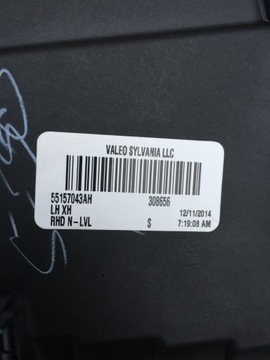 VALEO SYLVANIA LLC
55157043AH 308656
LH XH 12/11/2014
RHD N-LVL $ 7:19:08 AM